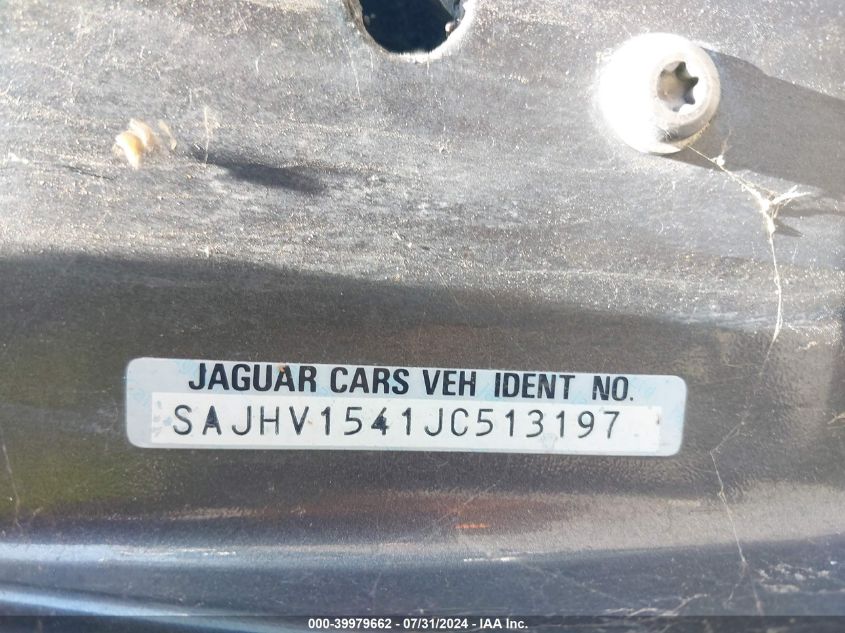 JAGUAR CARS VEH IDENT NO.
SAJHV1541JC513197
000-39979662 - 07/31/2024 - IAA Inc.